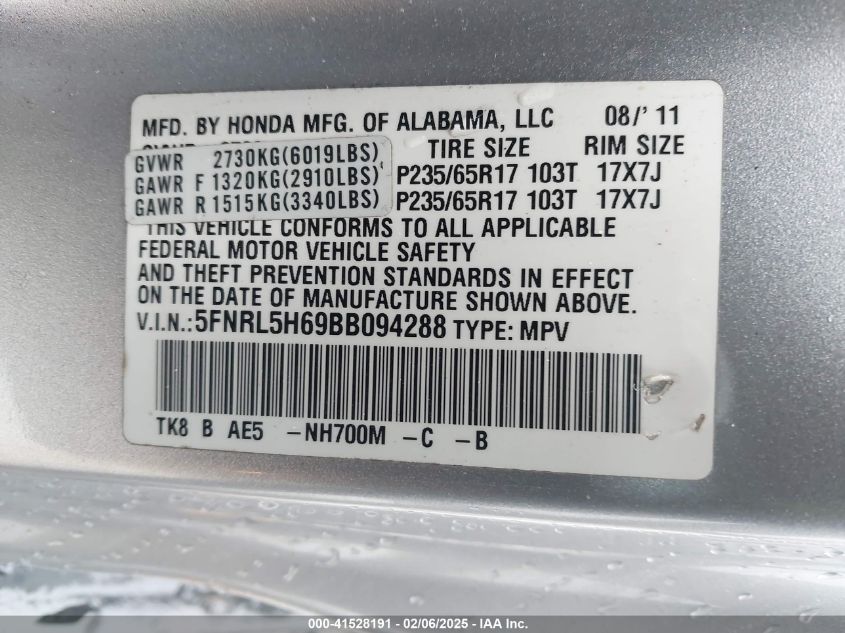 MFD. BY HONDA MFG. OF ALABAMA, LLC 08/'11
TIRE SIZE RIM SIZE
GVWR 2730KG(6019LBS)
GAWR F 1320KG(2910LBS) P235/65R17 103T 17X7J
GAWR R 1515KG(3340LBS) P235/65R17 103T 17X7J
THIS VEHICLE CONFORMS TO ALL APPLICABLE
FEDERAL MOTOR VEHICLE SAFETY
AND THEFT PREVENTION STANDARDS IN EFFECT
ON THE DATE OF MANUFACTURE SHOWN ABOVE.
V.I.N.:5FNRL5H69BB094288 TYPE: MPV
TK8 B AE5 -NH700M -C -B
000-41528191 - 02/06/2025 - IAA Inc.